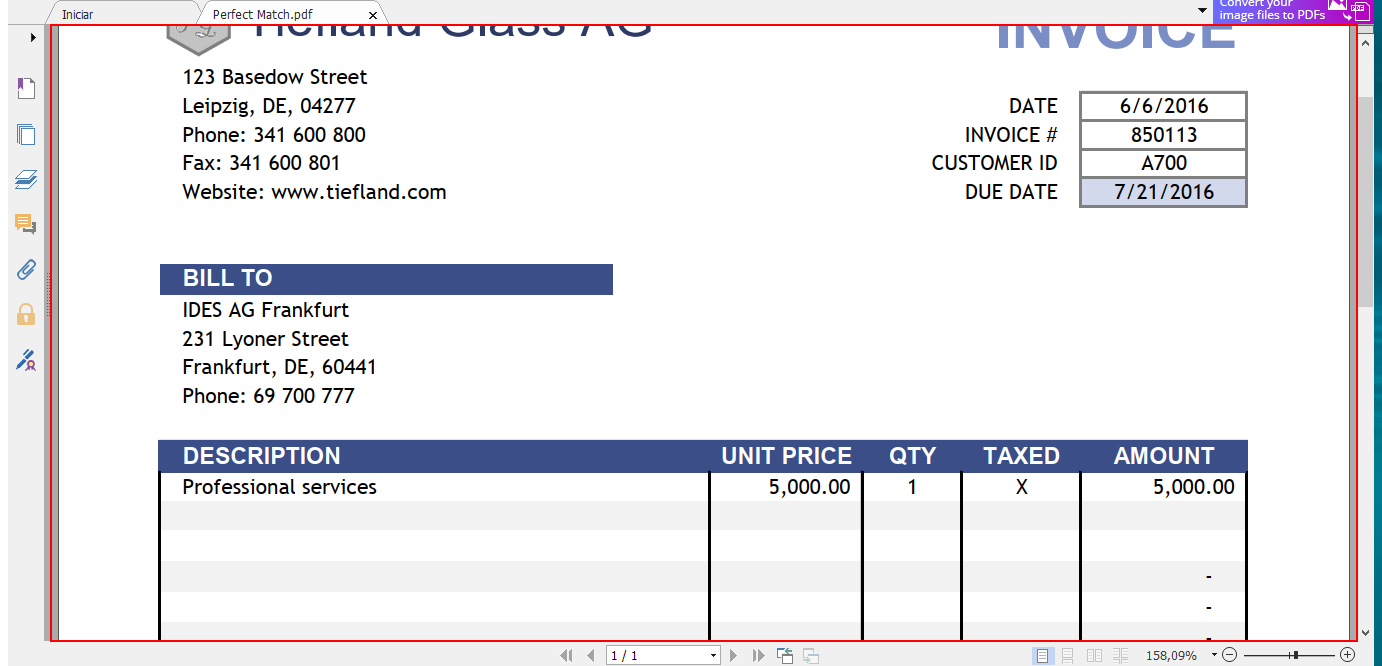 Iniciar
Perfect Match.pdf
Convert your
image files to PDFs
Tiefland Glass AG
INVOICE
123 Basedow Street
Leipzig, DE, 04277
Phone: 341 600 800
Fax: 341 600 801
Website: www.tiefland.com
DATE 6/6/2016
INVOICE # 850113
CUSTOMER ID A700
DUE DATE 7/21/2016
BILL TO
IDES AG Frankfurt
231 Lyoner Street
Frankfurt, DE, 60441
Phone: 69 700 777
DESCRIPTION UNIT PRICE QTY TAXED AMOUNT
Professional services 5,000.00 1 X 5,000.00
-
-
-
1 / 1
158,09%